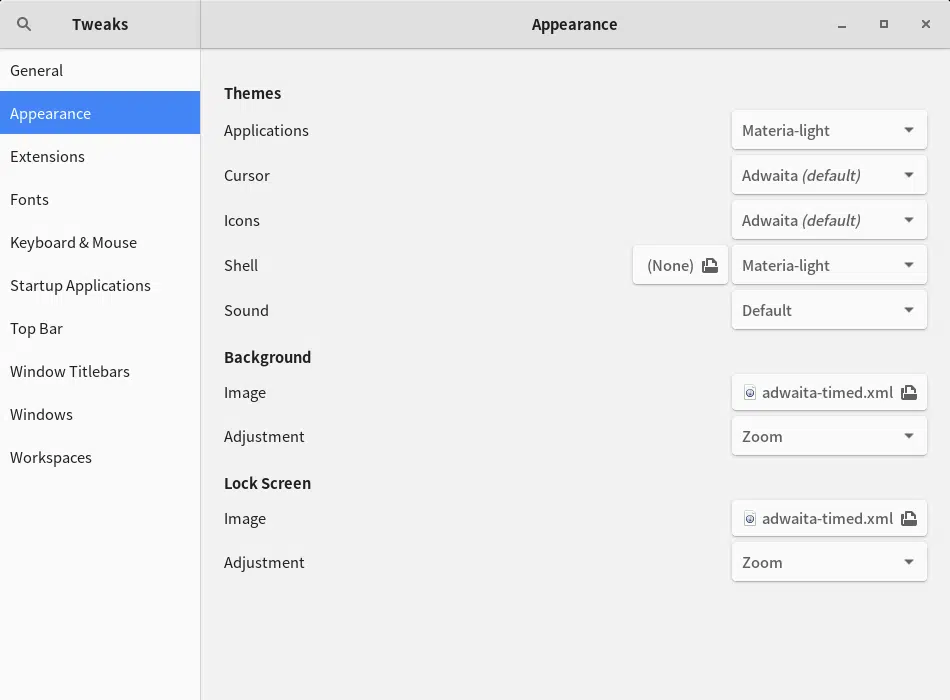 Tweaks
Appearance
General
Appearance
Extensions
Fonts
Keyboard & Mouse
Startup Applications
Top Bar
Window Titlebars
Windows
Workspaces
Themes
Applications Materia-light
Cursor Adwaita (default)
Icons Adwaita (default)
Shell (None) Materia-light
Sound Default
Background
Image adwaita-timed.xml
Adjustment Zoom
Lock Screen
Image adwaita-timed.xml
Adjustment Zoom